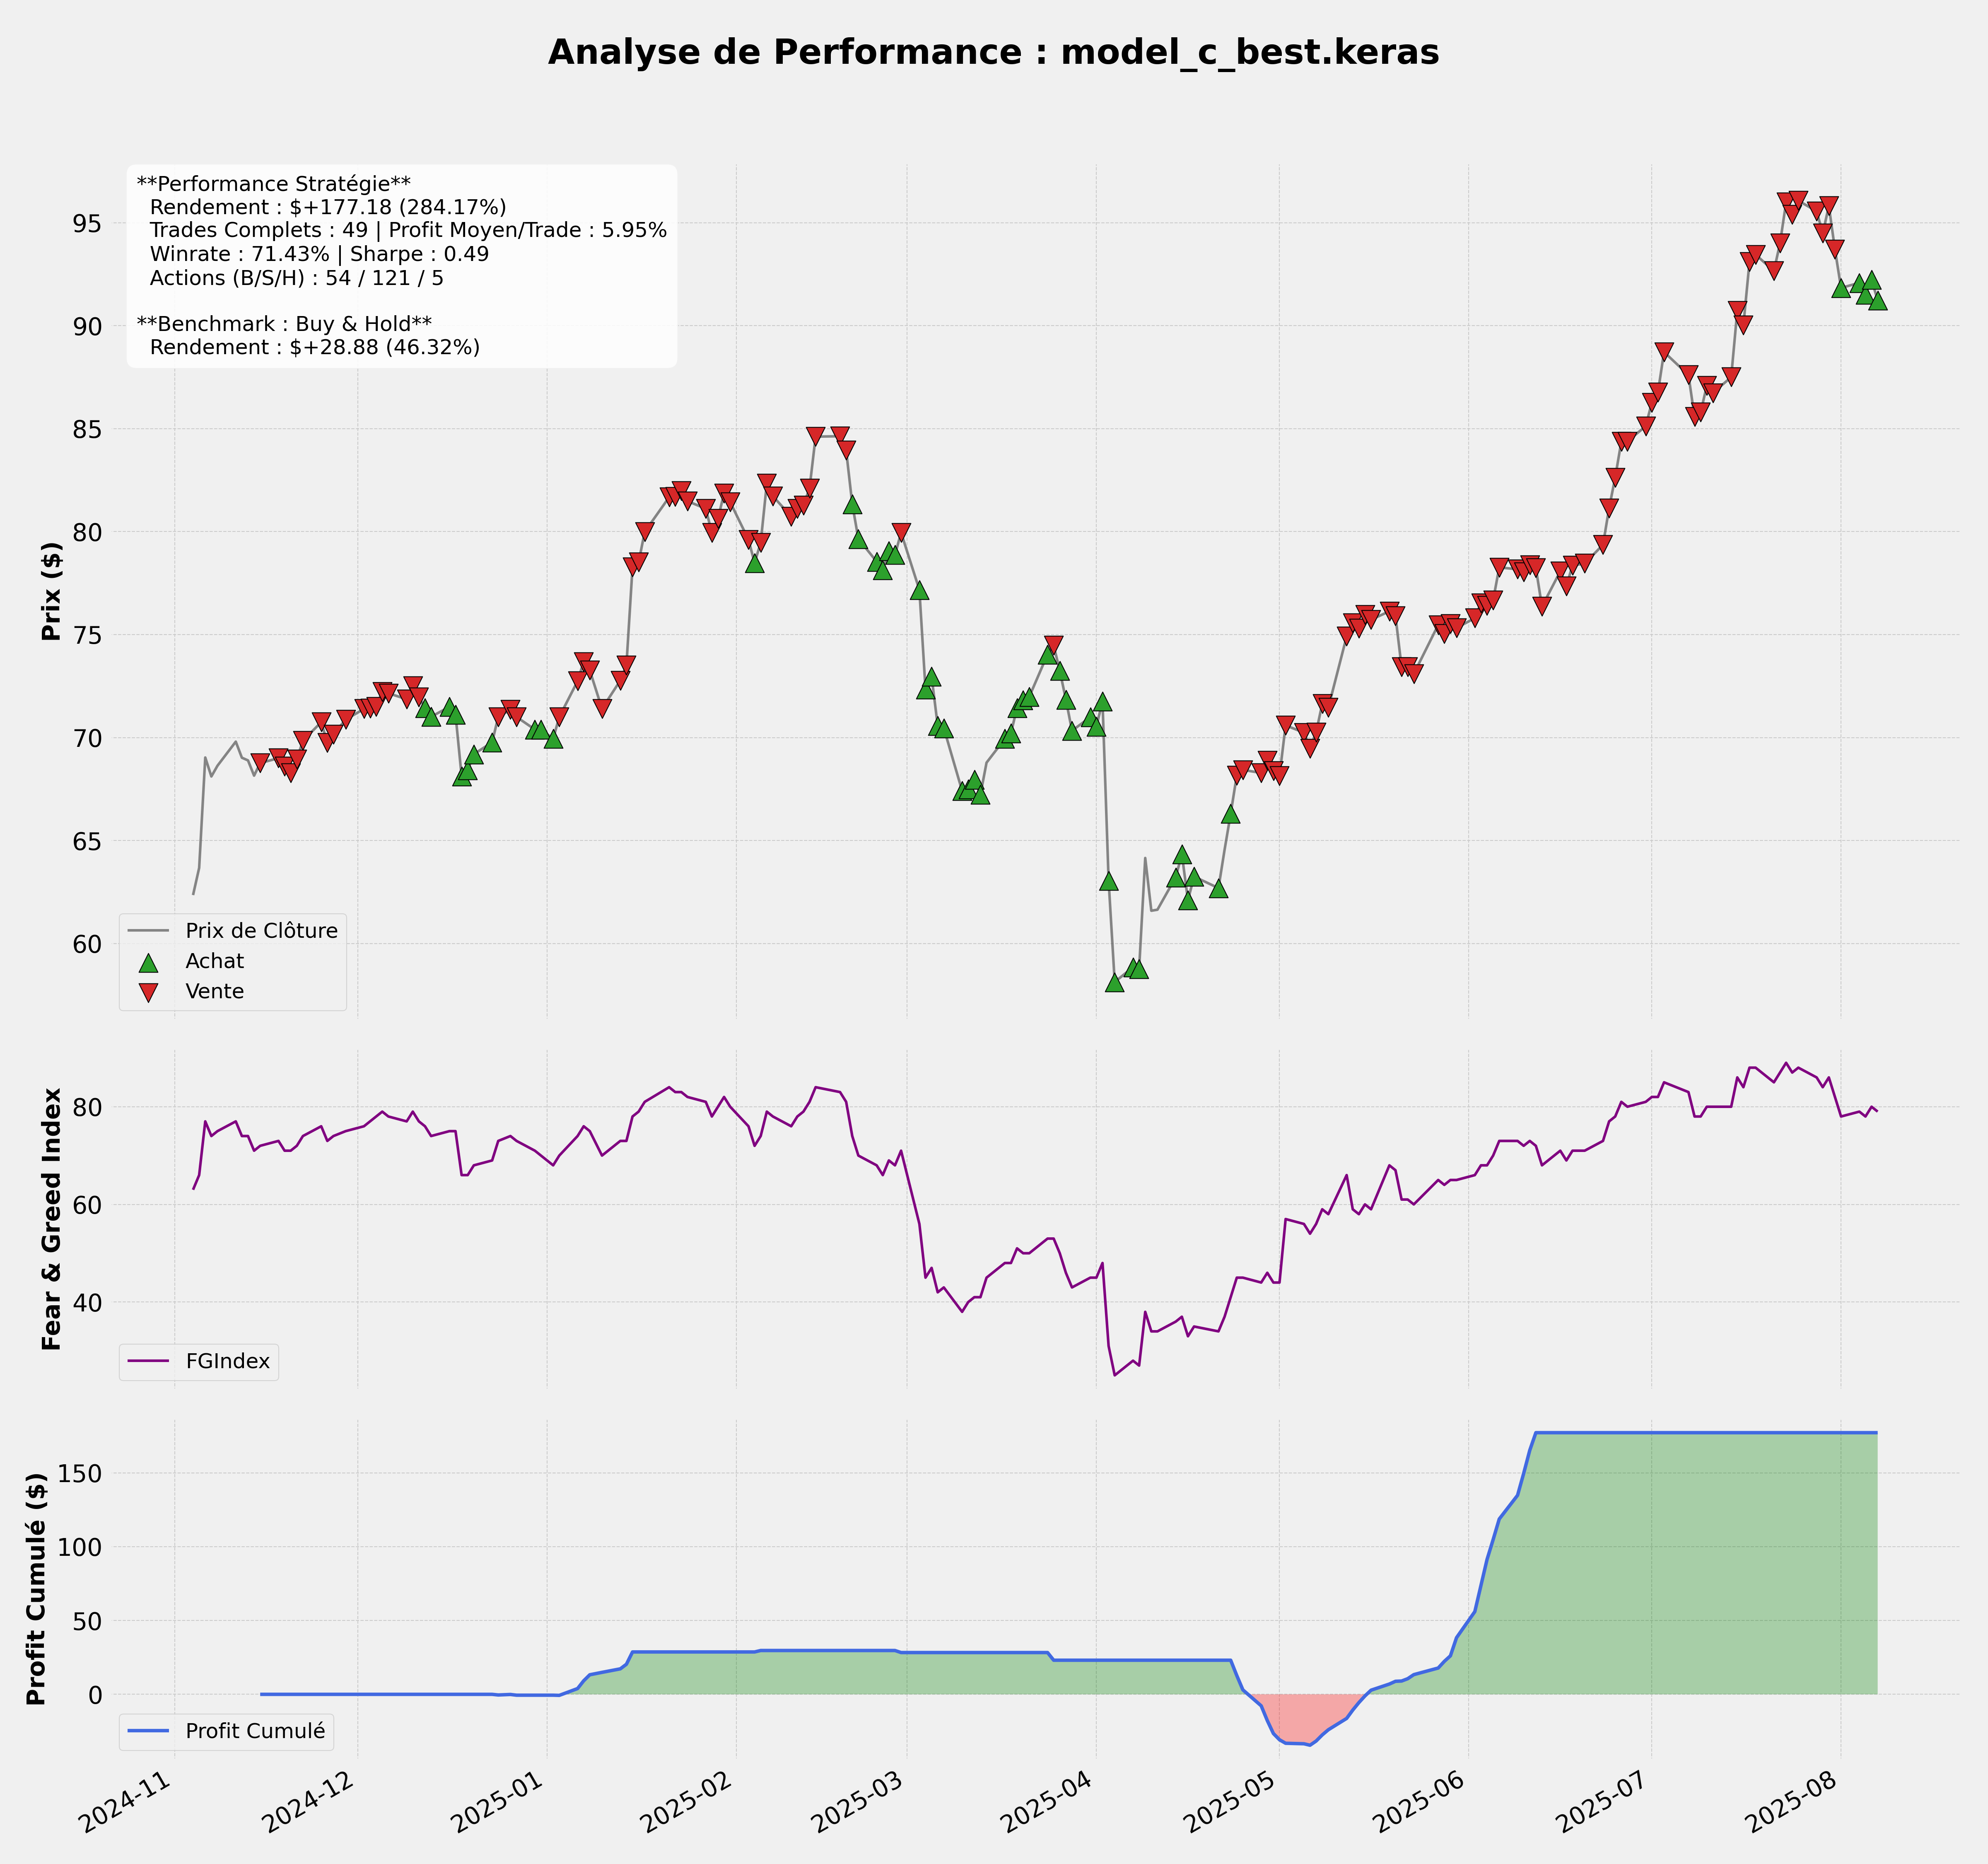 Analyse de Performance : model_c_best.keras
**Performance Stratégie**
Rendement : $+177.18 (284.17%)
Trades Complets : 49 | Profit Moyen/Trade : 5.95%
Winrate : 71.43% | Sharpe : 0.49
Actions (B/S/H) : 54 / 121 / 5
**Benchmark : Buy & Hold**
Rendement : $+28.88 (46.32%)
Prix ($)
95
90
85
80
75
70
65
60
Prix de Clôture
Achat
Vente
Fear & Greed Index
80
60
40
FGIndex
Profit Cumulé ($)
150
100
50
0
Profit Cumulé
2024-11
2024-12
2025-01
2025-02
2025-03
2025-04
2025-05
2025-06
2025-07
2025-08